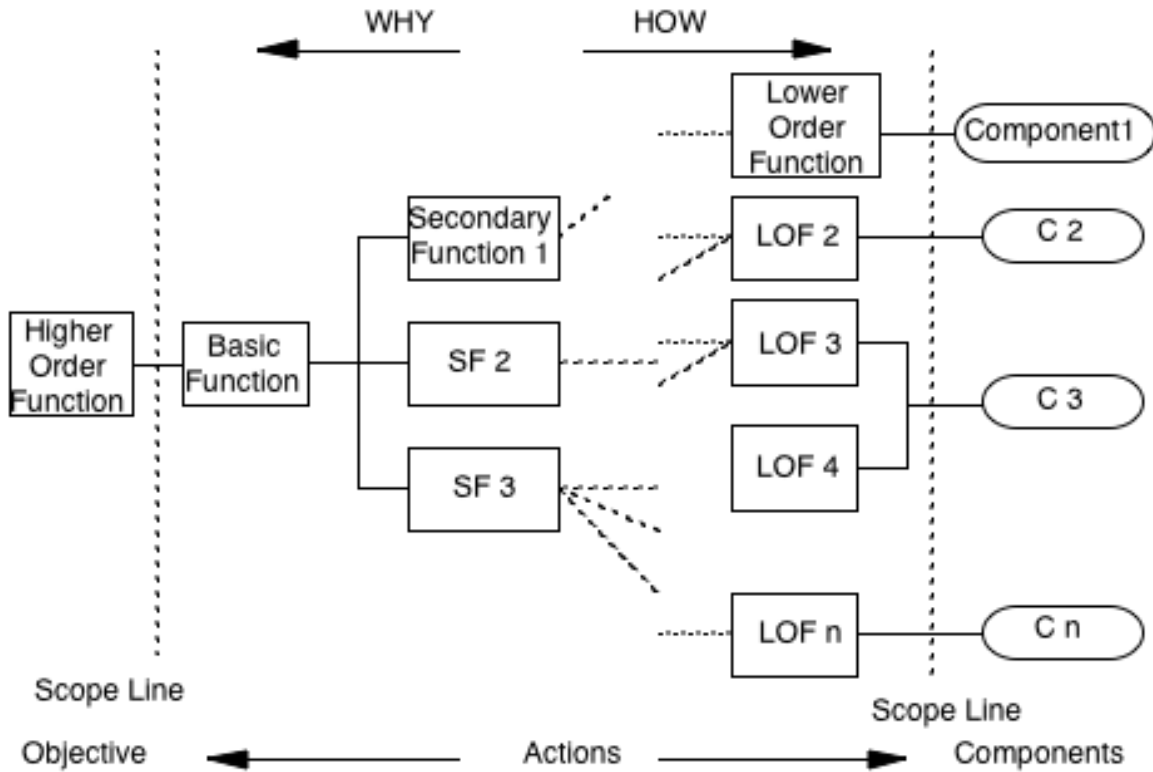 WHY
HOW
Lower
Order
Function
Component1
Secondary
Function 1
LOF 2
C 2
Higher
Order
Function
Basic
Function
SF 2
LOF 3
C 3
SF 3
LOF 4
LOF n
C n
Scope Line
Scope Line
Objective
Actions
Components